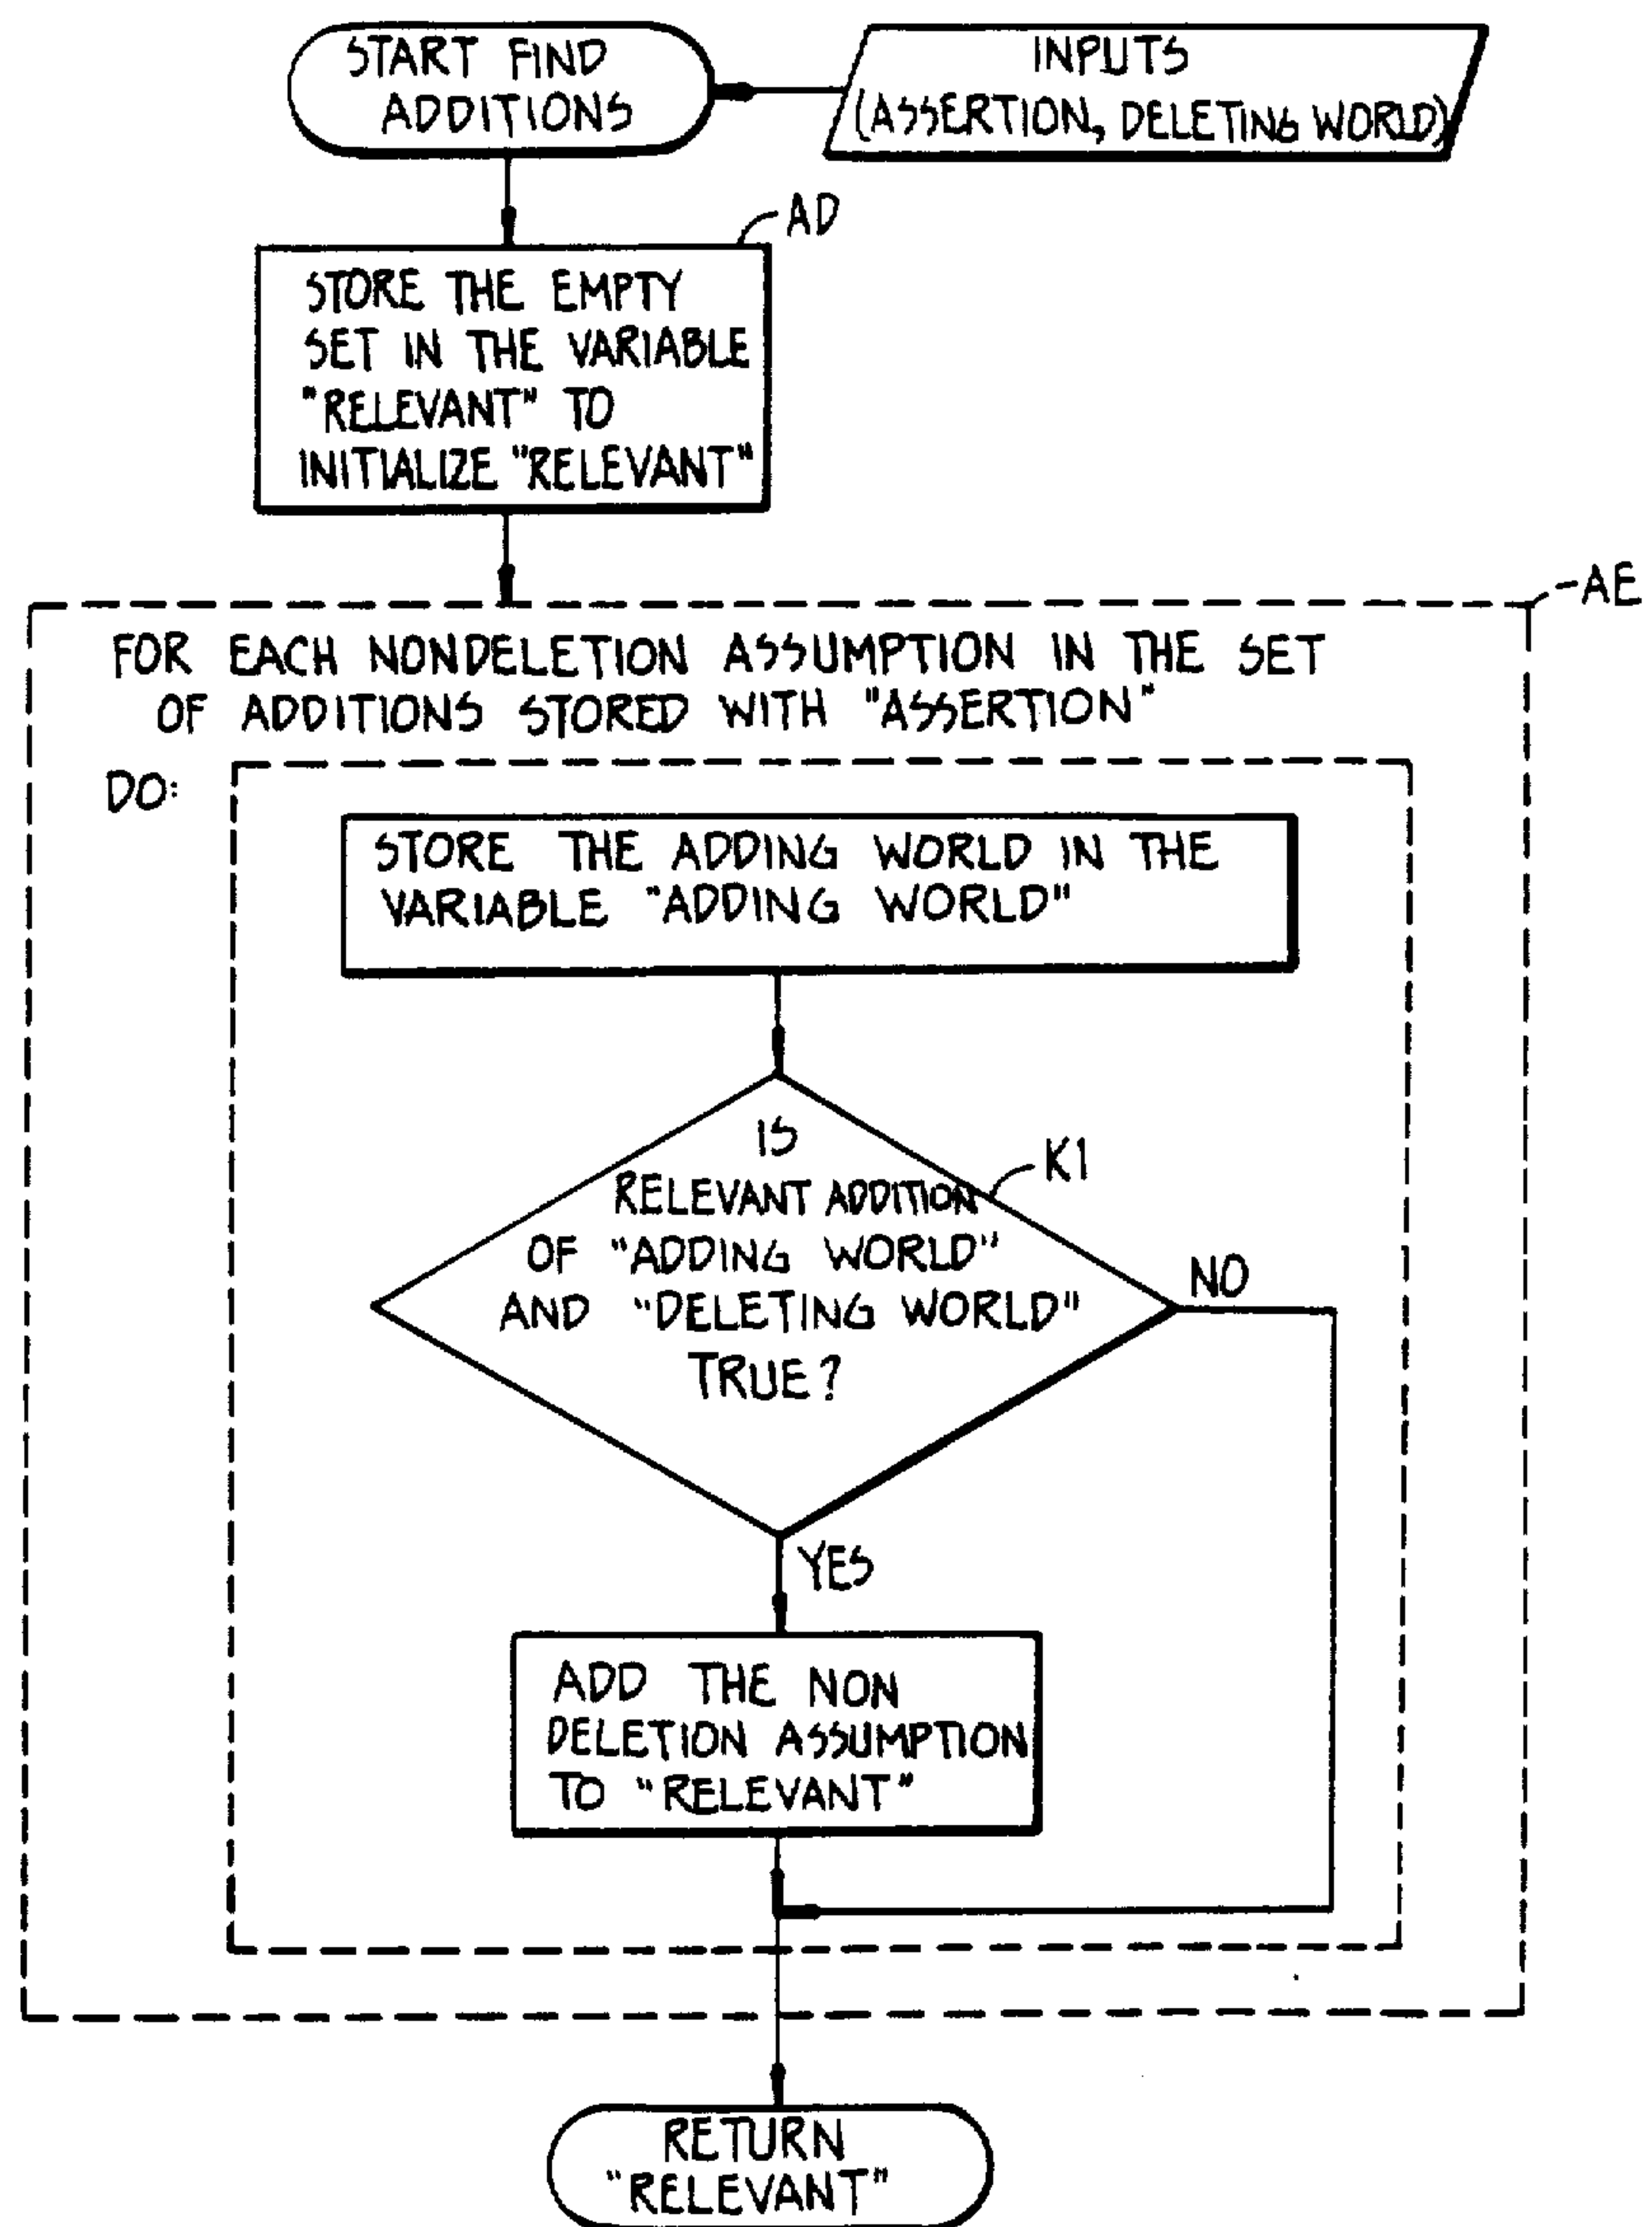 START FIND
ADDITIONS
INPUTS
(ASSERTION, DELETING WORLD)
AD
STORE THE EMPTY
SET IN THE VARIABLE
"RELEVANT" TO
INITIALIZE "RELEVANT"
AE
FOR EACH NONDELETION ASSUMPTION IN THE SET
OF ADDITIONS STORED WITH "ASSERTION"
DO:
STORE THE ADDING WORLD IN THE
VARIABLE "ADDING WORLD"
IS
RELEVANT ADDITION
OF "ADDING WORLD"
AND "DELETING WORLD"
TRUE?
K1
NO
YES
ADD THE NON
DELETION ASSUMPTION
TO "RELEVANT"
RETURN
"RELEVANT"